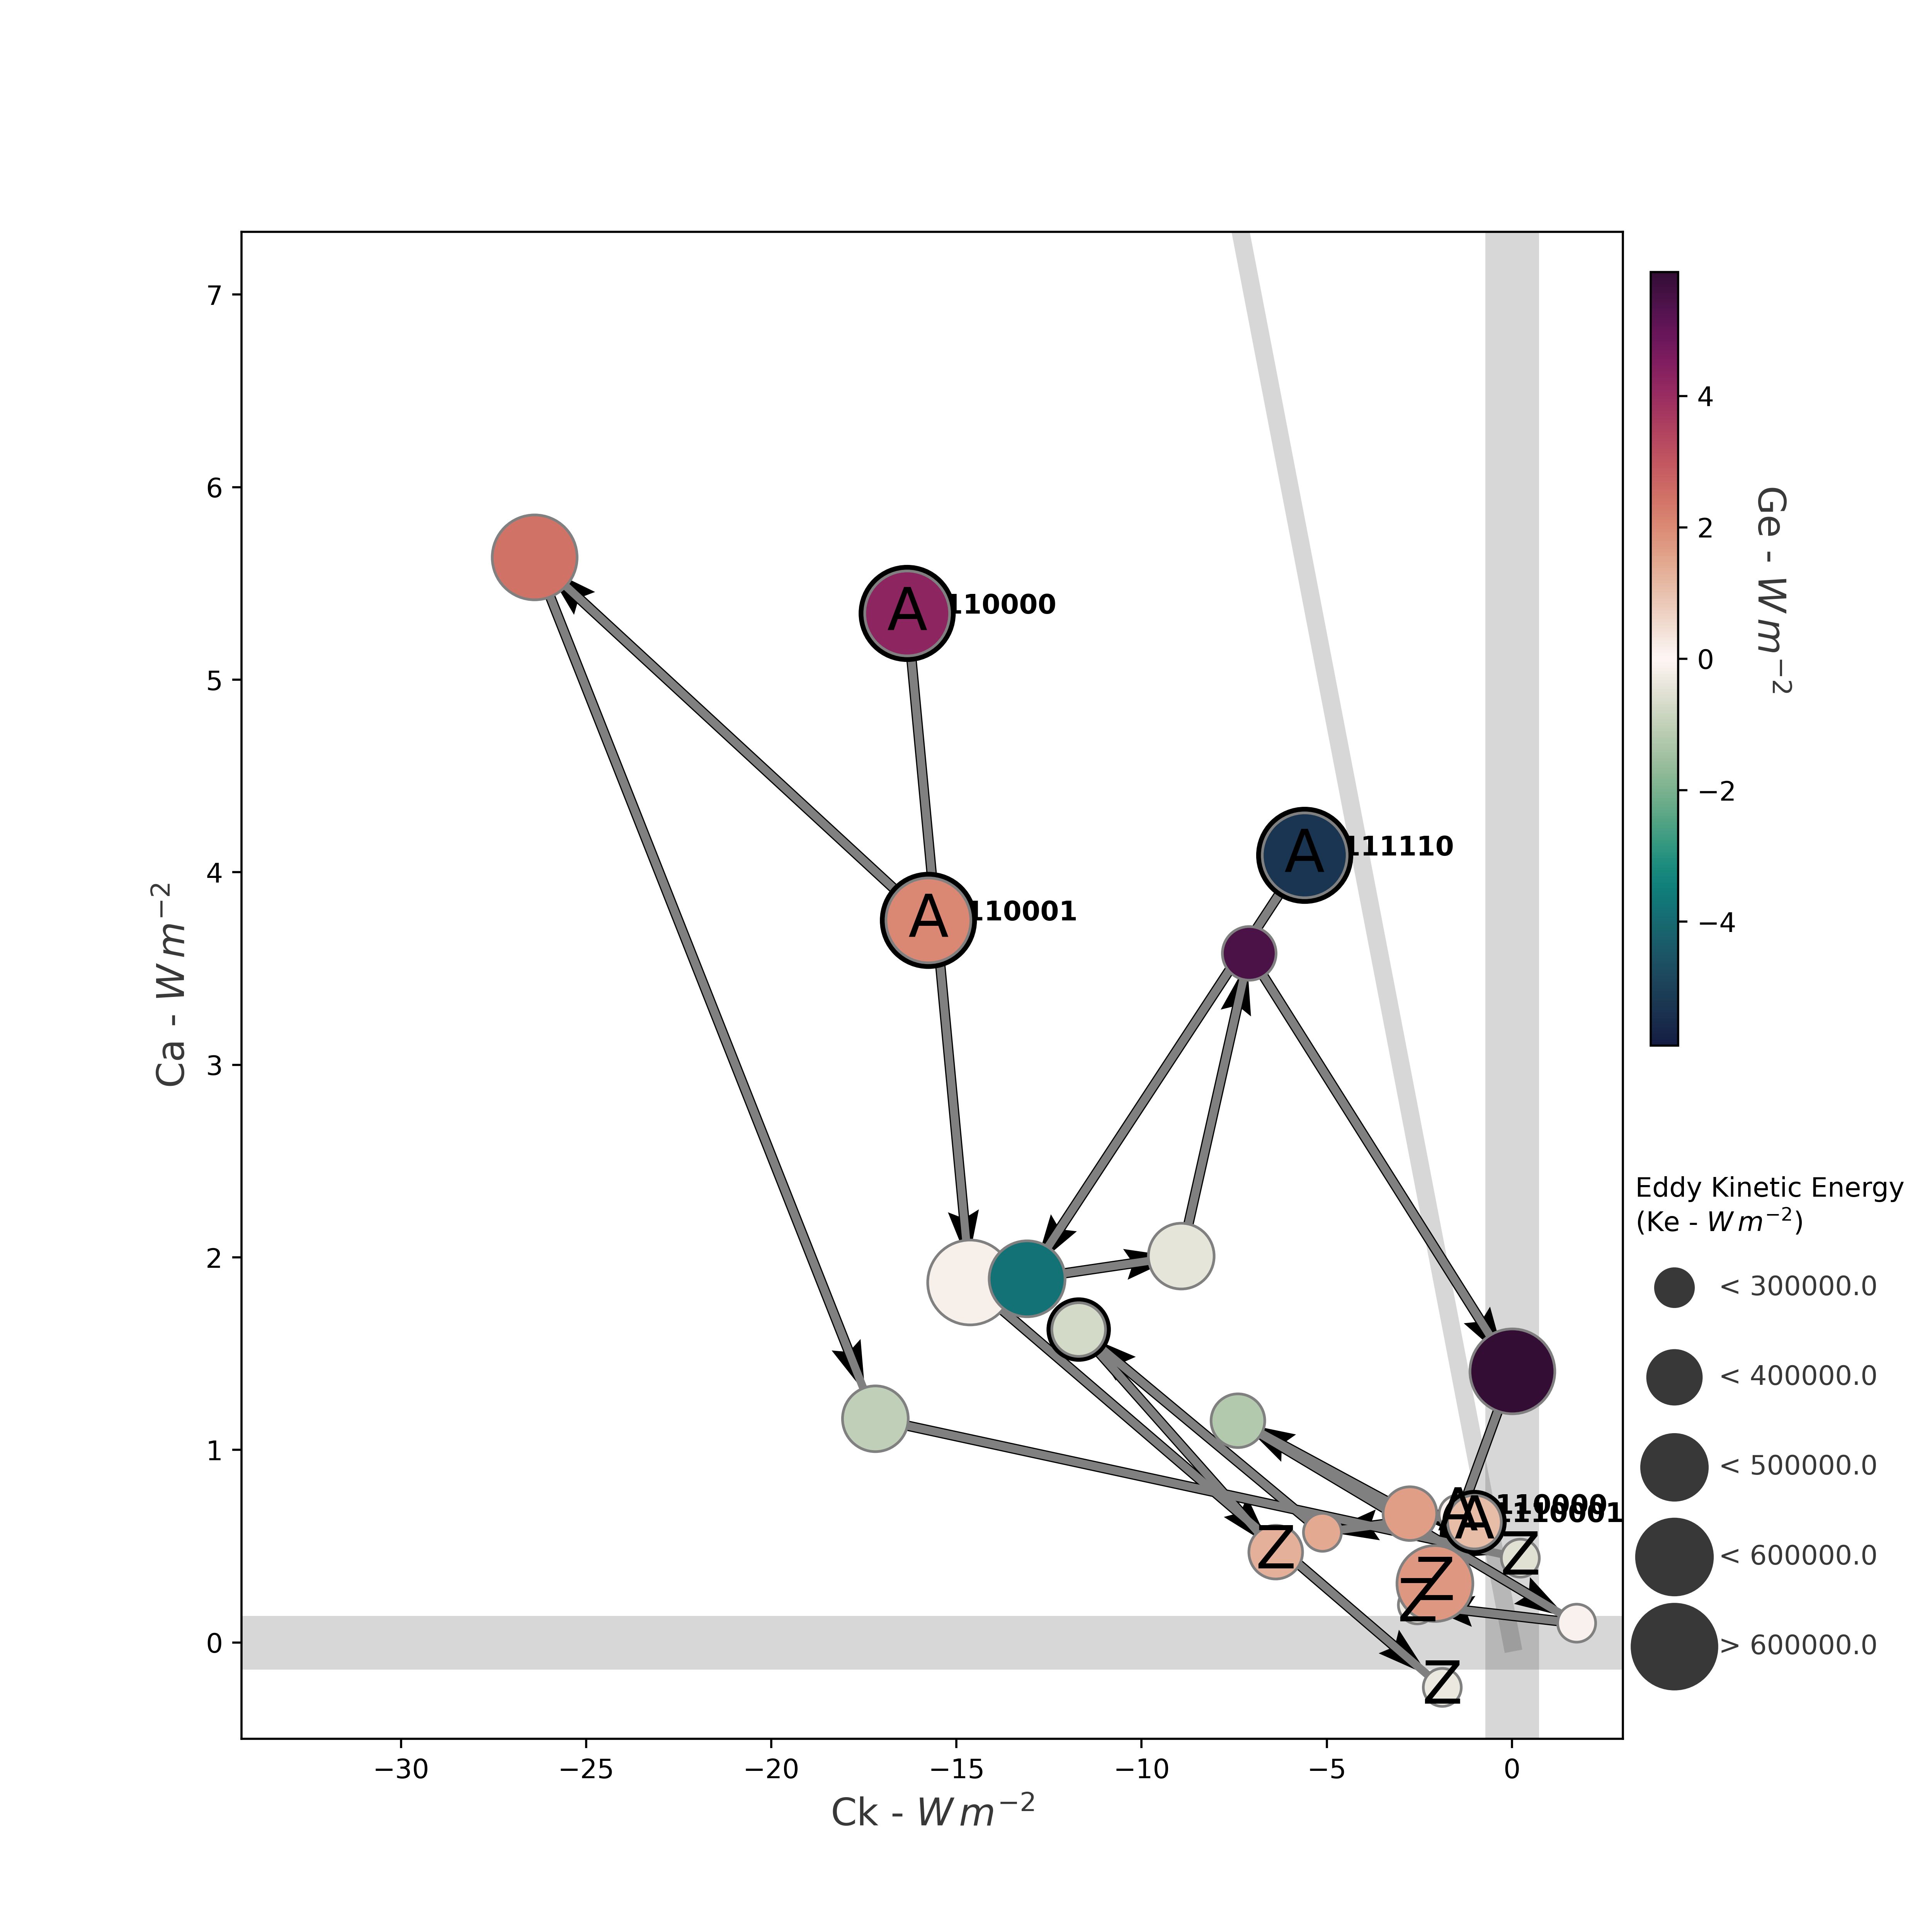 7
6
5
4
3
2
1
0
Ca - W m⁻²
−30
−25
−20
−15
−10
−5
0
Ck - W m⁻²
A 110000
A 110001
A 111110
A 110000
A 110001
Z
Z
Z
Z
Z
4
2
0
−2
−4
Ge - W m⁻²
Eddy Kinetic Energy
(Ke - W m⁻²)
< 300000.0
< 400000.0
< 500000.0
< 600000.0
> 600000.0